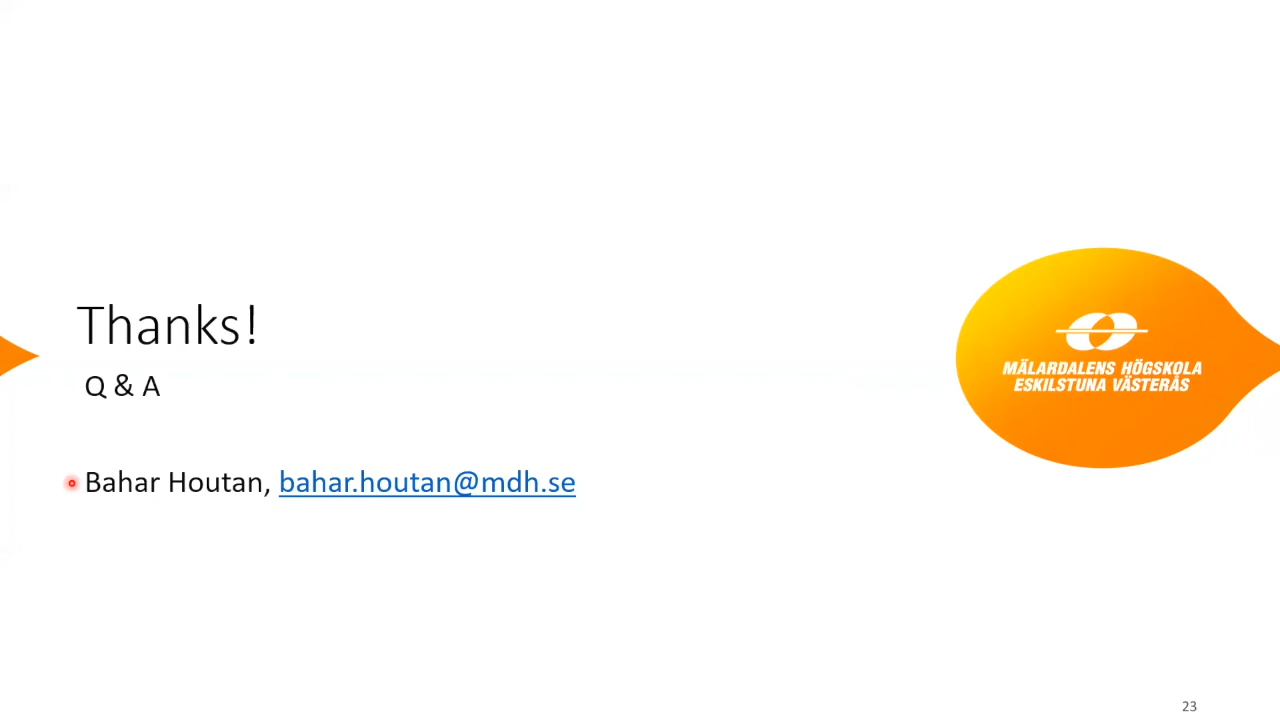 Thanks!
Q & A
Bahar Houtan, bahar.houtan@mdh.se
MÄLARDALENS HÖGSKOLA
ESKILSTUNA VÄSTERÅS
23